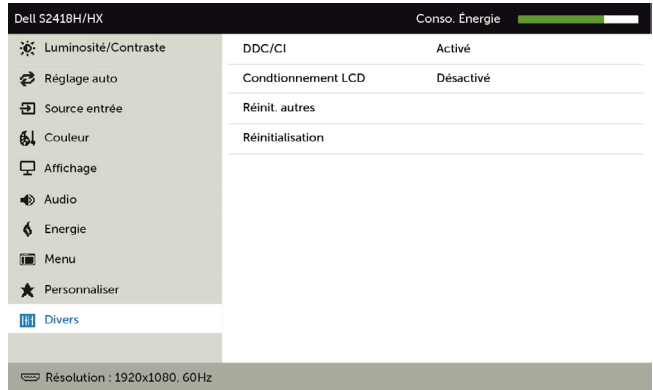 Dell S2418H/HX Conso. Énergie
Luminosité/Contraste DDC/CI Activé
Réglage auto Condtionnement LCD Désactivé
Source entrée Réinit. autres
Couleur Réinitialisation
Affichage
Audio
Energie
Menu
Personnaliser
Divers
Résolution : 1920x1080, 60Hz